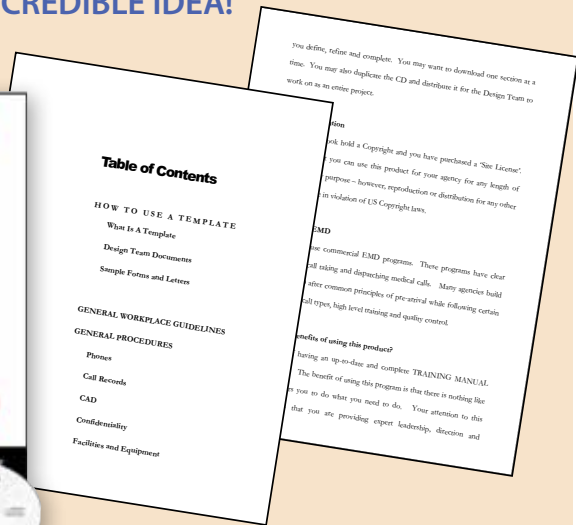 CREDIBLE IDEA!
Table of Contents
HOW TO USE A TEMPLATE
What Is A Template
Design Team Documents
Sample Forms and Letters
GENERAL WORKPLACE GUIDELINES
GENERAL PROCEDURES
Phones
Call Records
CAD
Confidentiality
Facilities and Equipment
you define, refine and complete. You may want to download one section at a
time. You may also duplicate the CD and distribute it for the Design Team to
work on as an entire project.
tion
ook hold a Copyright and you have purchased a 'Site License'.
you can use this product for your agency for any length of
purpose – however, reproduction or distribution for any other
in violation of US Copyright laws.
EMD
use commercial EMD programs. These programs have clear
call taking and dispatching medical calls. Many agencies build
after common principles of pre-arrival while following certain
call types, high level training and quality control.
enefits of using this product?
having an up-to-date and complete TRAINING MANUAL
The benefit of using this program is that there is nothing like
s you to do what you need to do. Your attention to this
that you are providing expert leadership, direction and